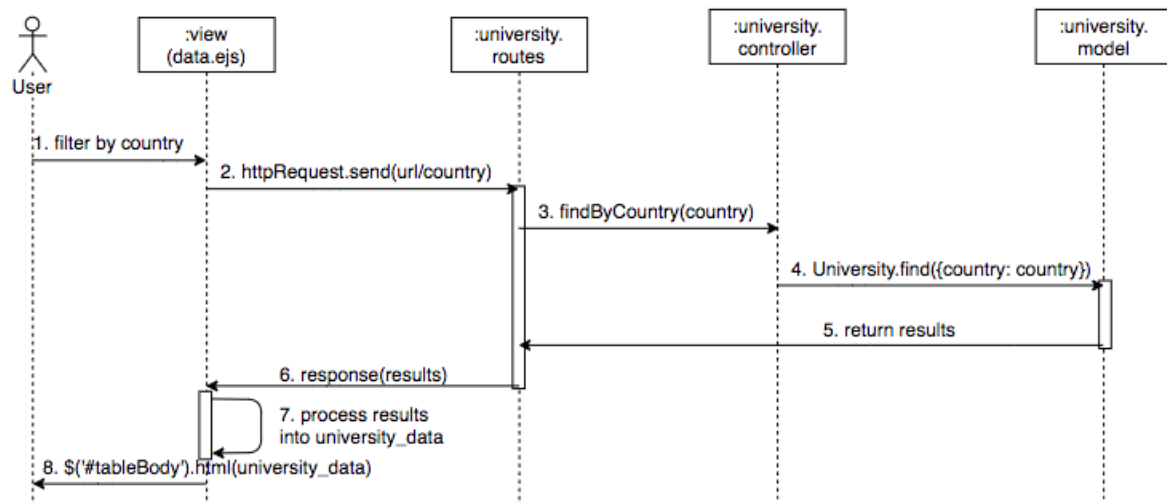 :view
(data.ejs)
:university.
routes
:university.
controller
:university.
model
User
1. filter by country
2. httpRequest.send(url/country)
3. findByCountry(country)
4. University.find({country: country})
5. return results
6. response(results)
7. process results
into university_data
8. $('#tableBody').html(university_data)